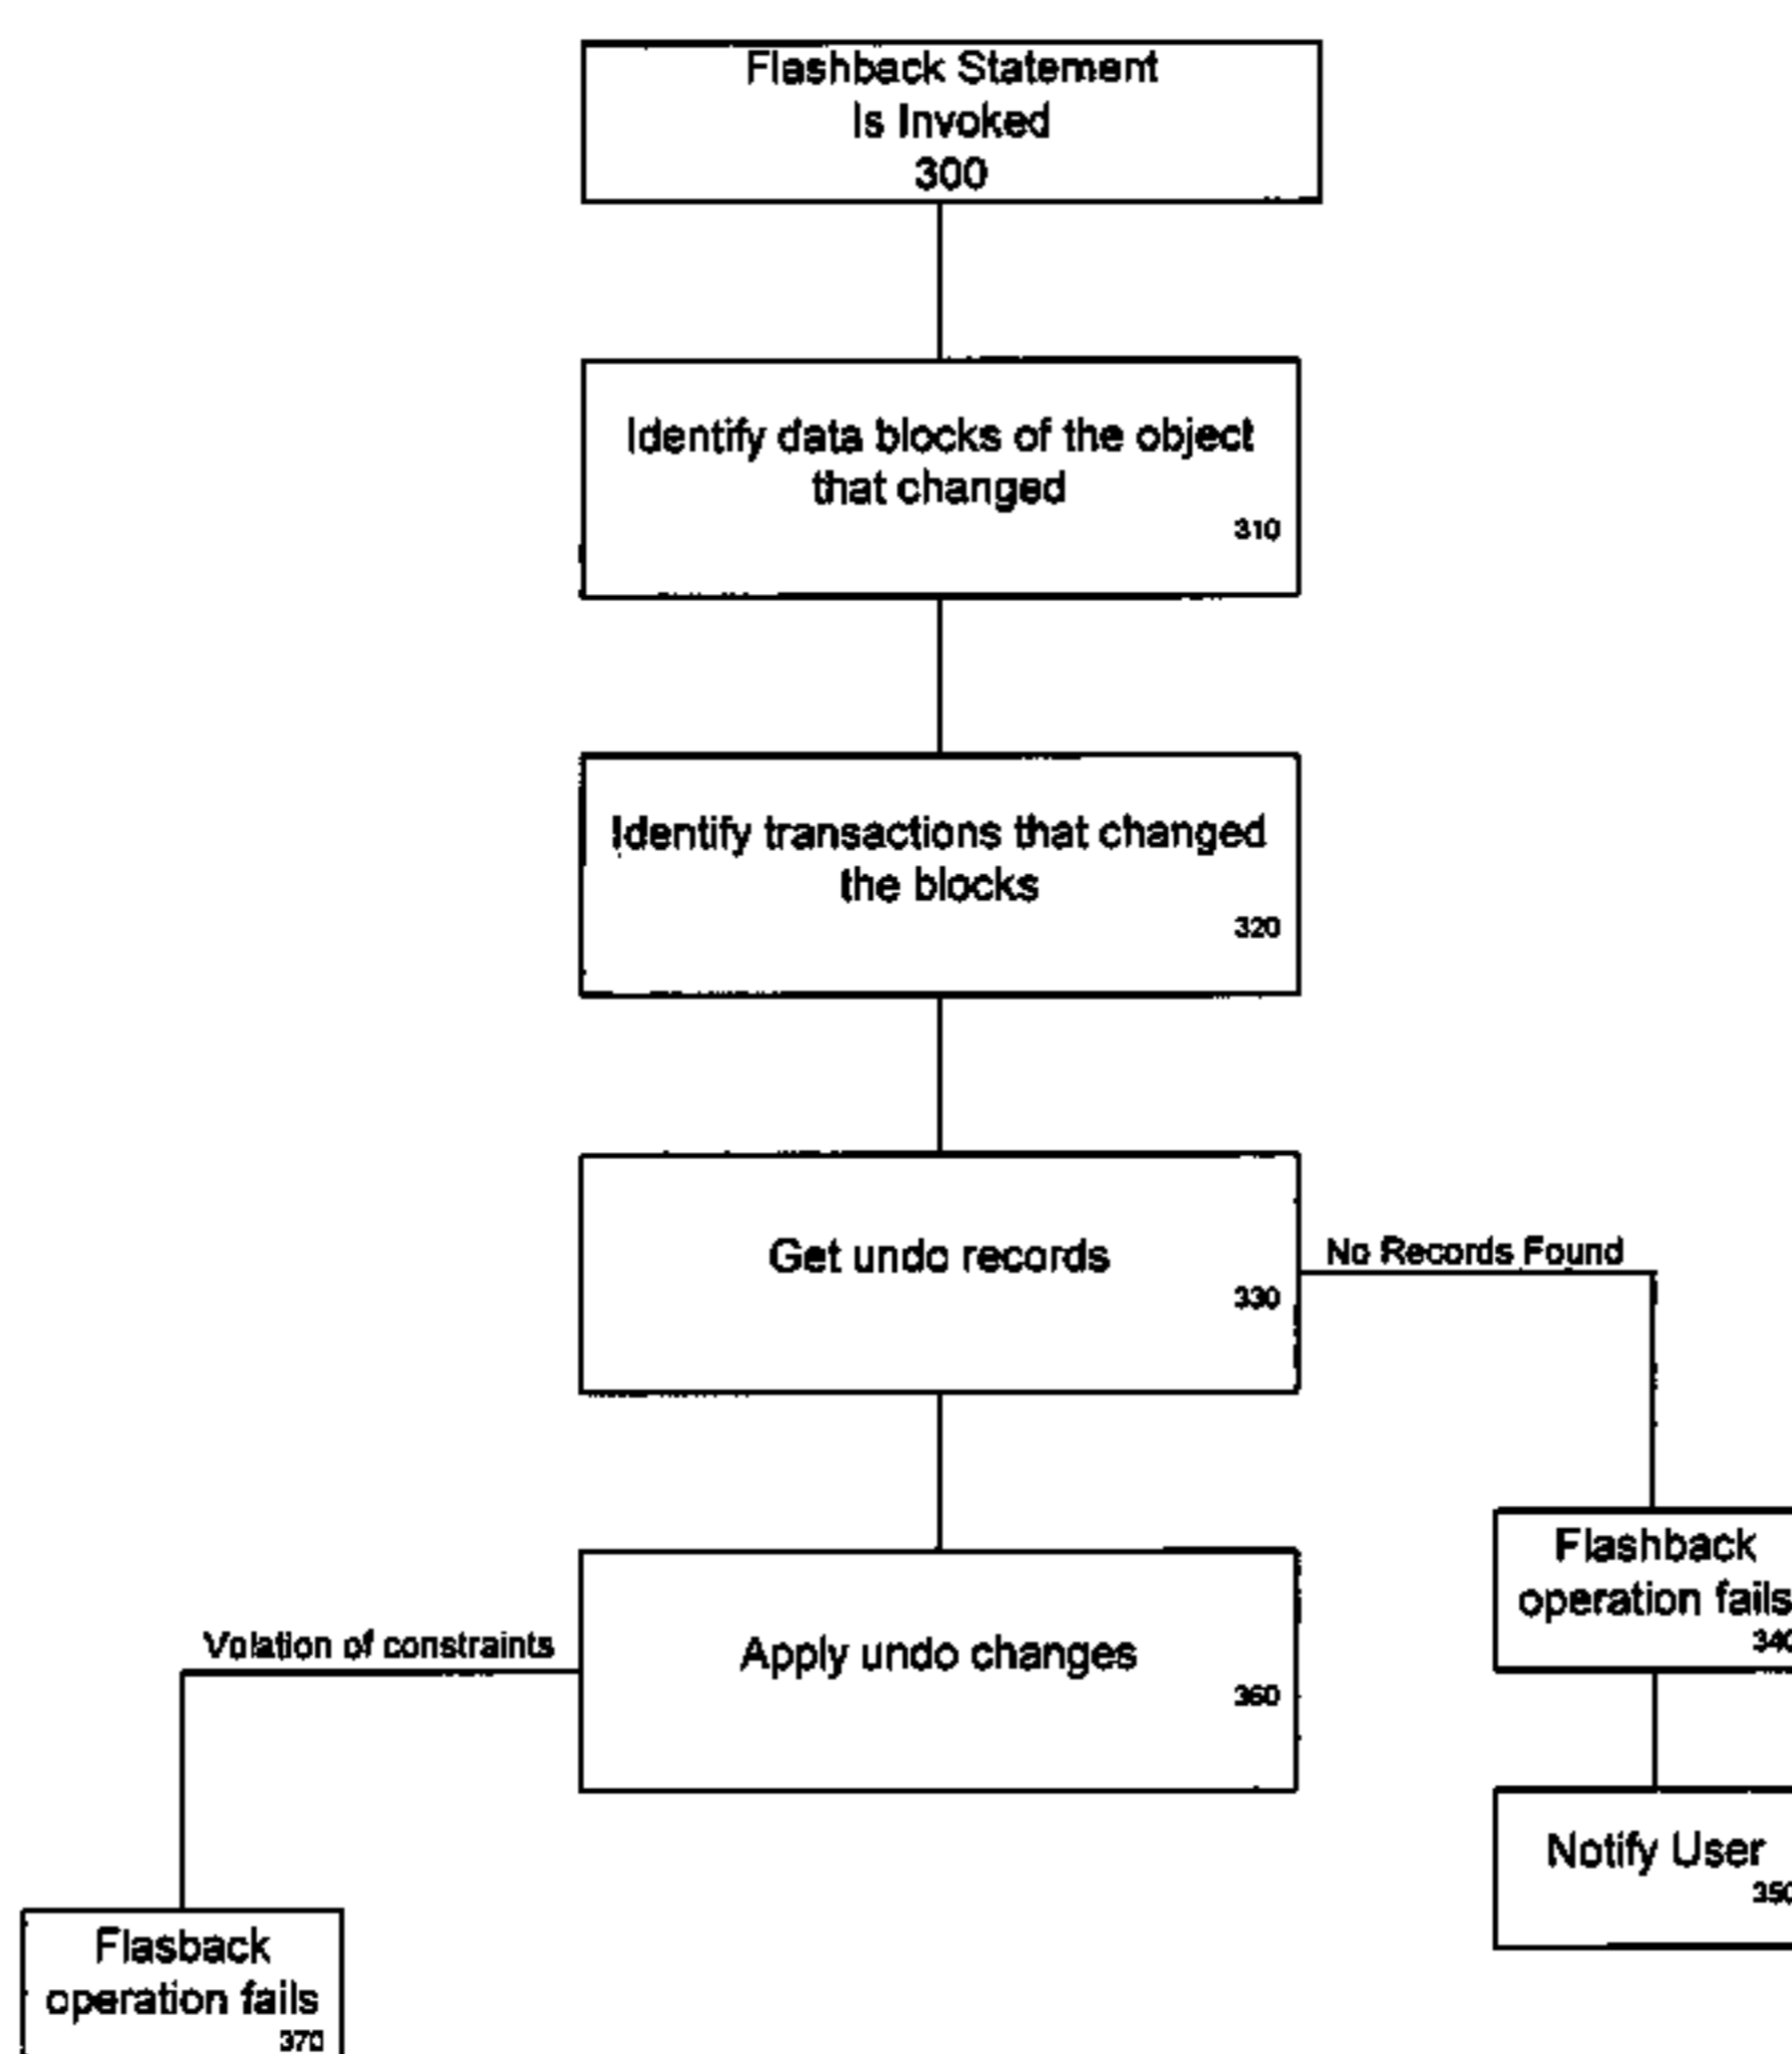 Flashback Statement
Is Invoked
300
Identify data blocks of the object
that changed
310
Identify transactions that changed
the blocks
320
Get undo records
330
No Records Found
Flashback
operation fails
340
Apply undo changes
360
Volation of constraints
Notify User
350
Flasback
operation fails
370